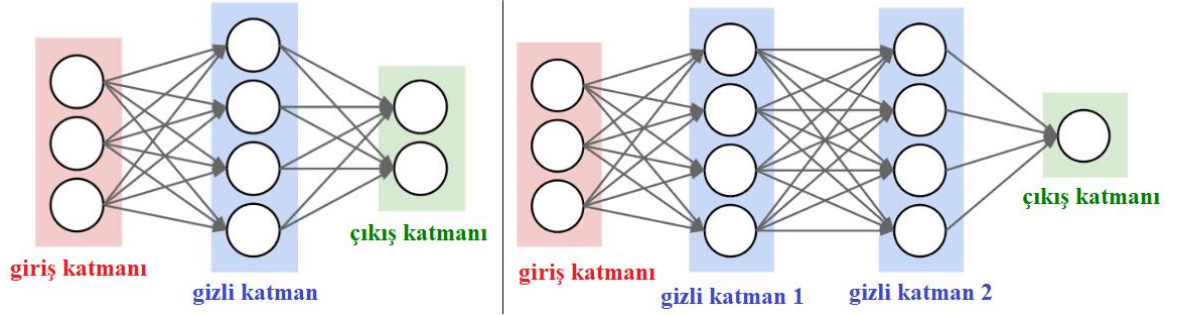 giriş katmanı
gizli katman
çıkış katmanı
giriş katmanı
gizli katman 1
gizli katman 2
çıkış katmanı